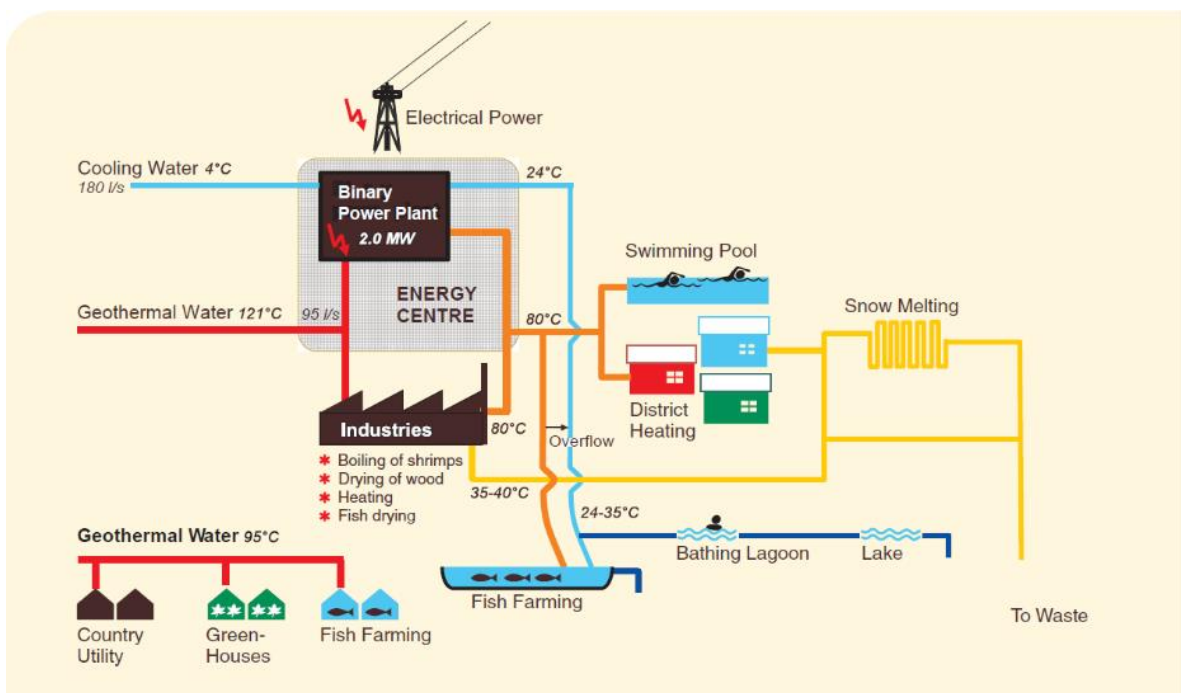 Electrical Power
Cooling Water 4°C
180 l/s
24°C
Binary
Power Plant
2.0 MW
Swimming Pool
ENERGY
CENTRE
Geothermal Water 121°C
95 l/s
80°C
Snow Melting
District
Heating
Industries
80°C
Overflow
* Boiling of shrimps
* Drying of wood
* Heating
* Fish drying
35-40°C
24-35°C
Geothermal Water 95°C
Bathing Lagoon
Lake
Fish Farming
Country
Utility
Green-
Houses
Fish Farming
To Waste